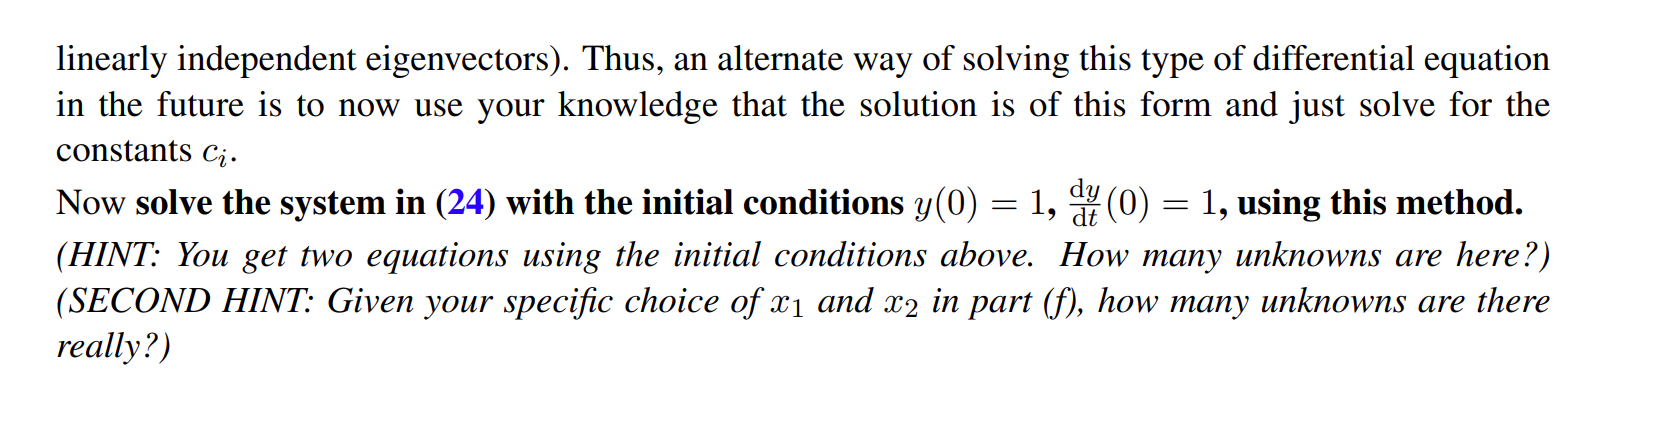 linearly independent eigenvectors). Thus, an alternate way of solving this type of differential equation
in the future is to now use your knowledge that the solution is of this form and just solve for the
constants $c_i$.
Now solve the system in (24) with the initial conditions $y(0) = 1$, $\frac{\mathrm{d}y}{\mathrm{d}t}(0) = 1$, using this method.
(HINT: You get two equations using the initial conditions above. How many unknowns are here?)
(SECOND HINT: Given your specific choice of $x_1$ and $x_2$ in part (f), how many unknowns are there
really?)